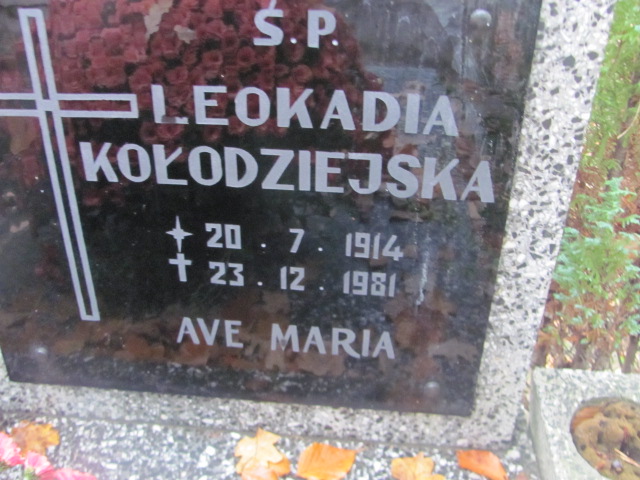 Ś.P.
LEOKADIA
KOŁODZIEJSKA
20.7.1914
23.12.1981
AVE MARIA